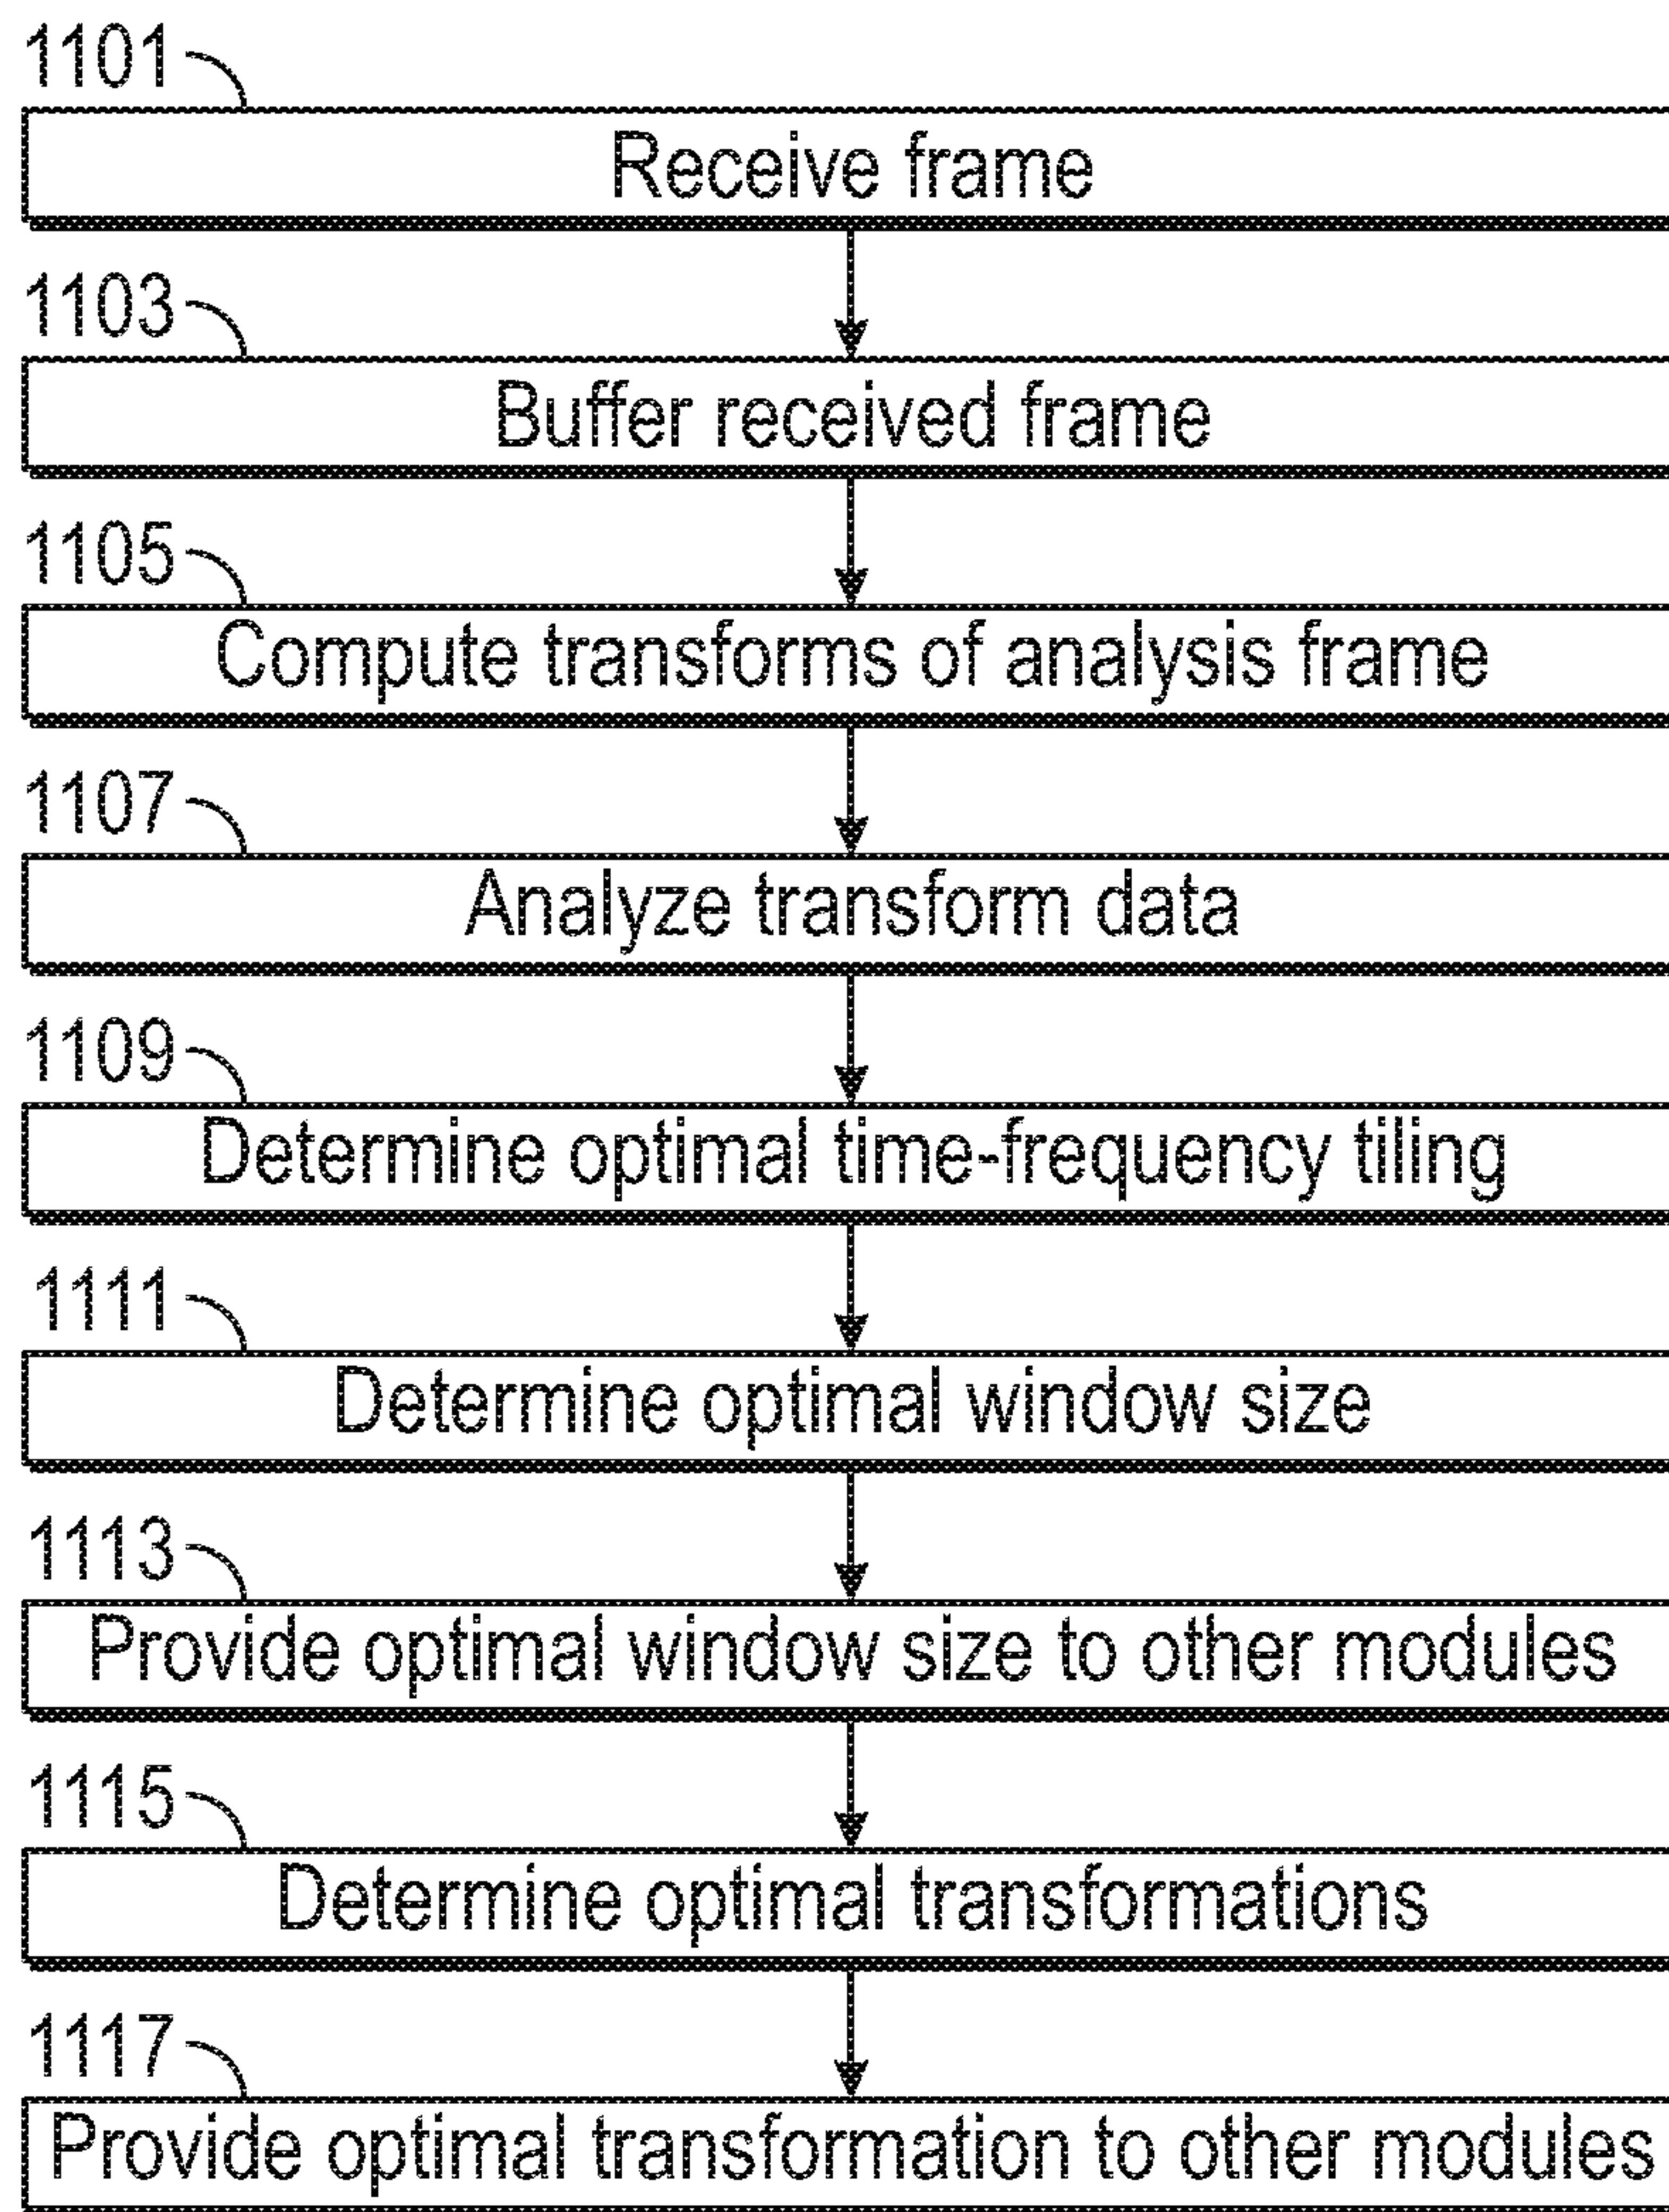 1101
Receive frame
1103
Buffer received frame
1105
Compute transforms of analysis frame
1107
Analyze transform data
1109
Determine optimal time-frequency tiling
1111
Determine optimal window size
1113
Provide optimal window size to other modules
1115
Determine optimal transformations
1117
Provide optimal transformation to other modules